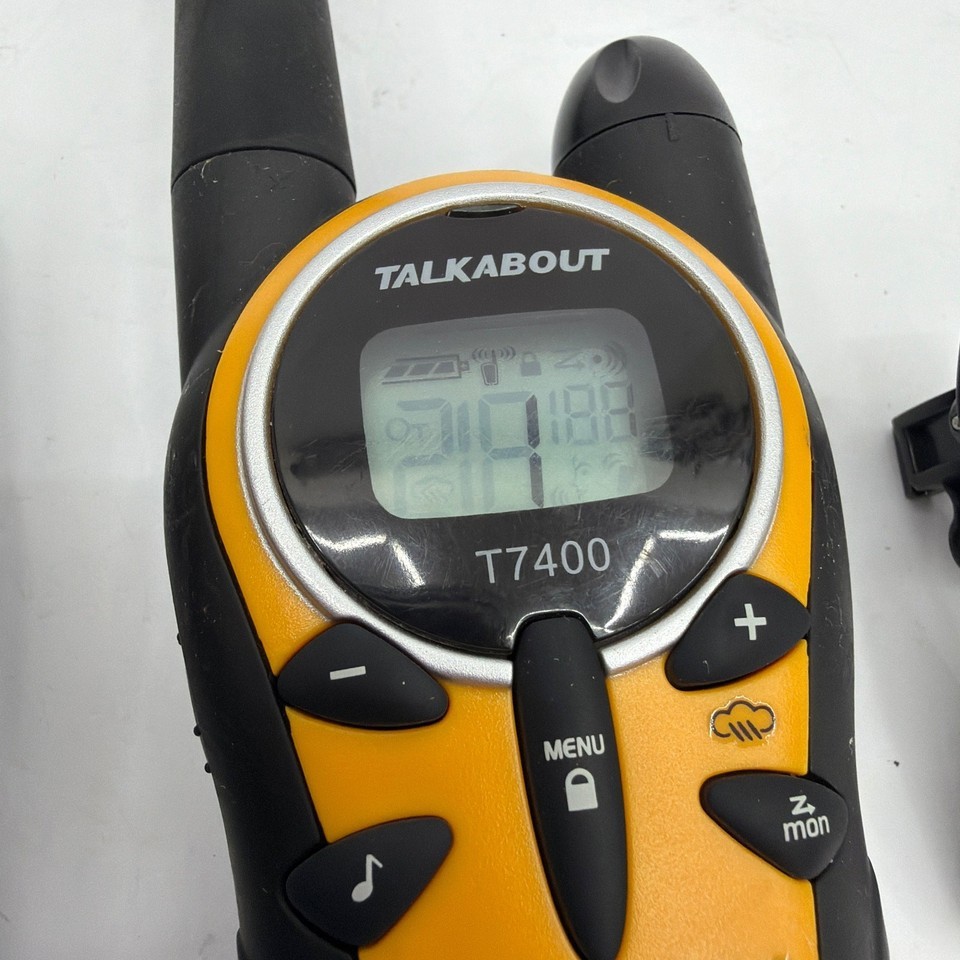 TALKABOUT
T7400
+
−
MENU
Z
mon